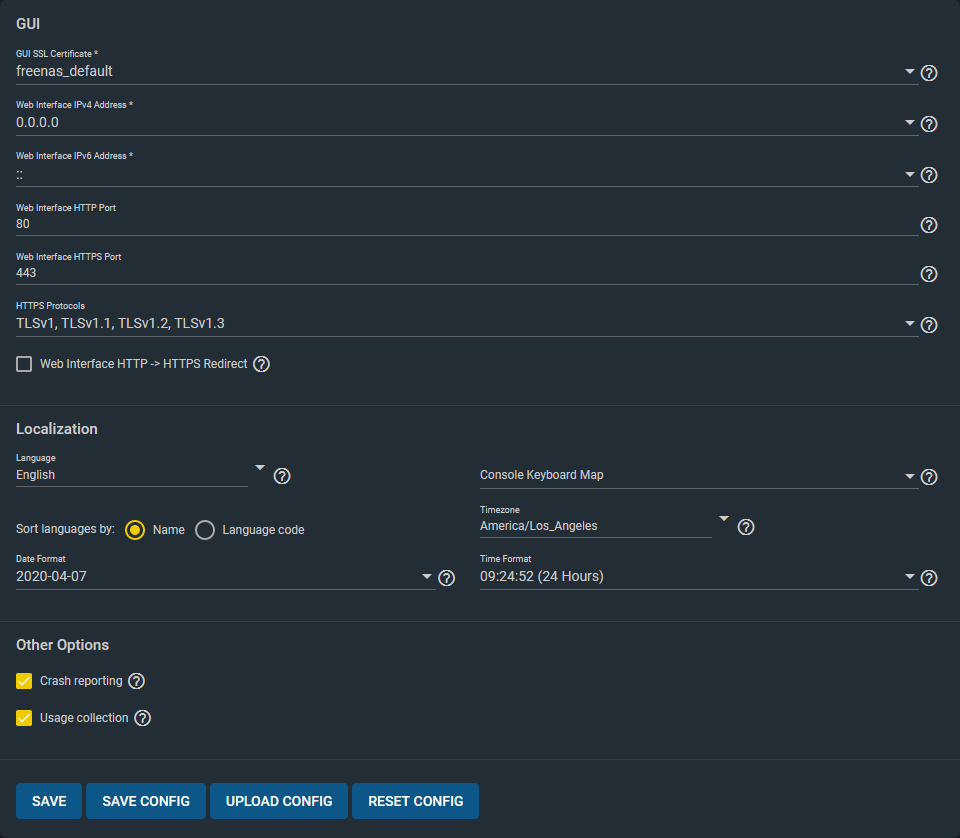 GUI
GUI SSL Certificate *
freenas_default
Web Interface IPv4 Address *
0.0.0.0
Web Interface IPv6 Address *
::
Web Interface HTTP Port
80
Web Interface HTTPS Port
443
HTTPS Protocols
TLSv1, TLSv1.1, TLSv1.2, TLSv1.3
Web Interface HTTP -> HTTPS Redirect
Localization
Language
English
Console Keyboard Map
Sort languages by: Name Language code
Timezone
America/Los_Angeles
Date Format
2020-04-07
Time Format
09:24:52 (24 Hours)
Other Options
Crash reporting
Usage collection
SAVE SAVE CONFIG UPLOAD CONFIG RESET CONFIG